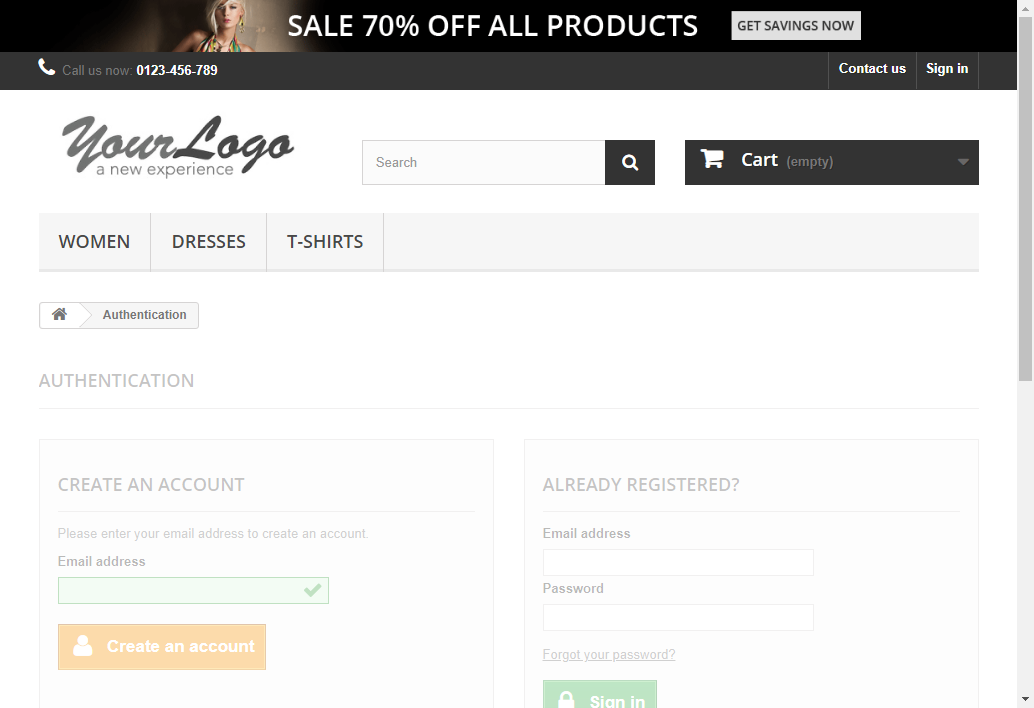 SALE 70% OFF ALL PRODUCTS
GET SAVINGS NOW
Call us now: 0123-456-789
Contact us
Sign in
YourLogo
a new experience
Search
Cart (empty)
WOMEN
DRESSES
T-SHIRTS
Authentication
AUTHENTICATION
CREATE AN ACCOUNT
Please enter your email address to create an account.
Email address
Create an account
ALREADY REGISTERED?
Email address
Password
Forgot your password?
Sign in